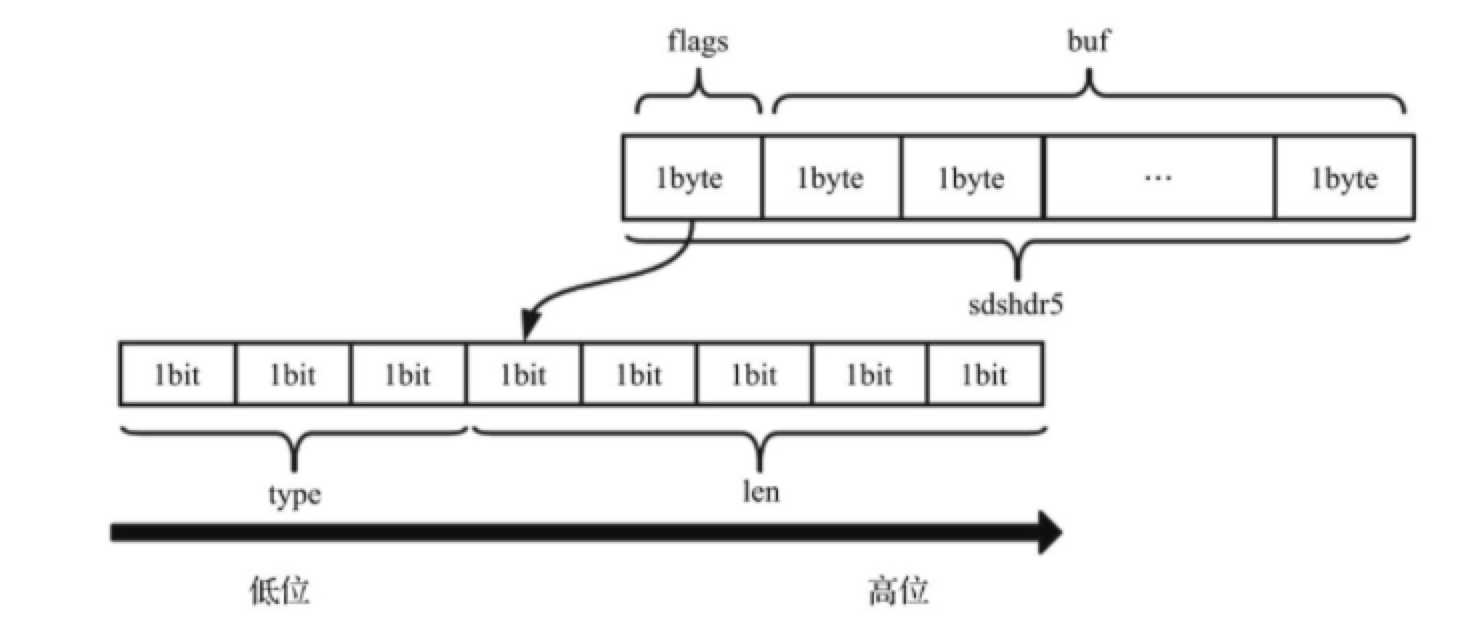 flags buf
1byte 1byte 1byte … 1byte
sdshdr5
1bit 1bit 1bit 1bit 1bit 1bit 1bit 1bit
type len
低位 高位